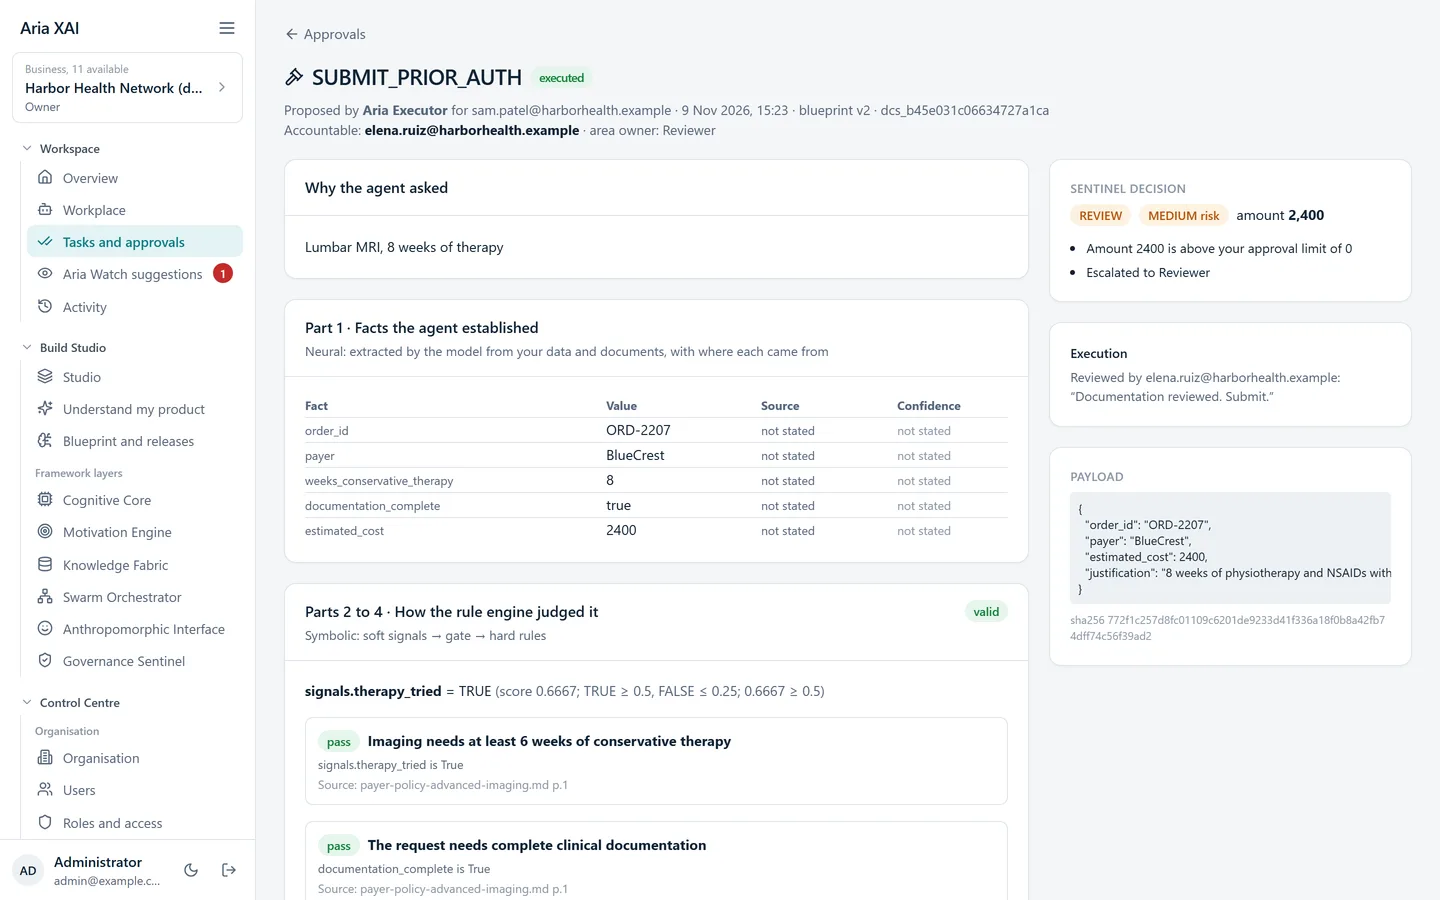 Aria XAI
Business, 11 available
Harbor Health Network (d...
Owner
Workspace
Overview
Workplace
Tasks and approvals
Aria Watch suggestions 1
Activity
Build Studio
Studio
Understand my product
Blueprint and releases
Framework layers
Cognitive Core
Motivation Engine
Knowledge Fabric
Swarm Orchestrator
Anthropomorphic Interface
Governance Sentinel
Control Centre
Organisation
Organisation
Users
Roles and access
AD
Administrator
admin@example.c...
← Approvals
SUBMIT_PRIOR_AUTH executed
Proposed by Aria Executor for sam.patel@harborhealth.example · 9 Nov 2026, 15:23 · blueprint v2 · dcs_b45e031c06634727a1ca
Accountable: elena.ruiz@harborhealth.example · area owner: Reviewer
Why the agent asked
Lumbar MRI, 8 weeks of therapy
Part 1 · Facts the agent established
Neural: extracted by the model from your data and documents, with where each came from
Fact Value Source Confidence
order_id ORD-2207 not stated not stated
payer BlueCrest not stated not stated
weeks_conservative_therapy 8 not stated not stated
documentation_complete true not stated not stated
estimated_cost 2400 not stated not stated
Parts 2 to 4 · How the rule engine judged it valid
Symbolic: soft signals → gate → hard rules
signals.therapy_tried = TRUE (score 0.6667; TRUE ≥ 0.5, FALSE ≤ 0.25; 0.6667 ≥ 0.5)
pass Imaging needs at least 6 weeks of conservative therapy
signals.therapy_tried is True
Source: payer-policy-advanced-imaging.md p.1
pass The request needs complete clinical documentation
documentation_complete is True
Source: payer-policy-advanced-imaging.md p.1
SENTINEL DECISION
REVIEW MEDIUM risk amount 2,400
• Amount 2400 is above your approval limit of 0
• Escalated to Reviewer
Execution
Reviewed by elena.ruiz@harborhealth.example:
“Documentation reviewed. Submit.”
PAYLOAD
{
"order_id": "ORD-2207",
"payer": "BlueCrest",
"estimated_cost": 2400,
"justification": "8 weeks of physiotherapy and NSAIDs with
}
sha256 772f1c257d8fc01109c6201de9233d41f336a18f0b8a42fb7
4dff74c56f39ad2